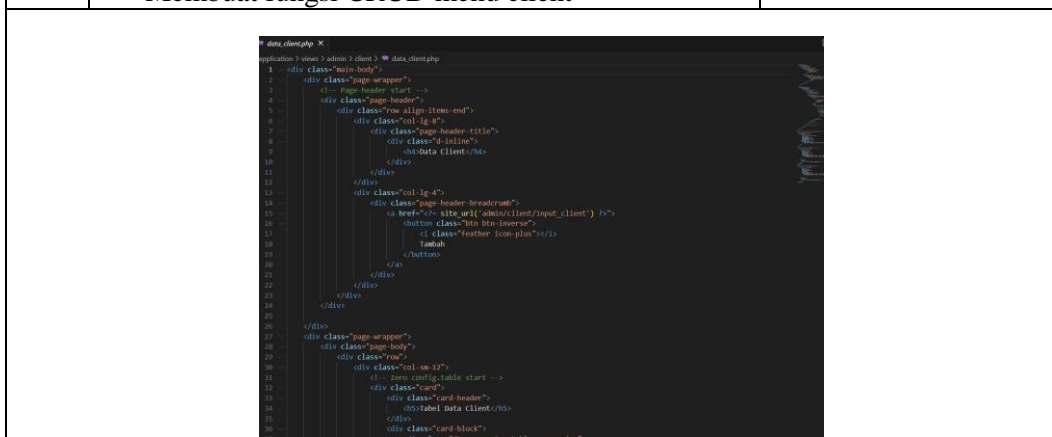 Membuat fungsi CRUD menu client
data_client.php ×
application > views > admin > client > data_client.php
1 <div class="main-body">
2 <div class="page-wrapper">
3 <!-- Page-header start -->
4 <div class="page-header">
5 <div class="row align-items-end">
6 <div class="col-lg-8">
7 <div class="page-header-title">
8 <div class="d-inline">
9 <h4>Data Client</h4>
10 </div>
11 </div>
12 </div>
13 <div class="col-lg-4">
14 <div class="page-header-breadcrumb">
15 <a href="<?= site_url('admin/client/input_client') ?>">
16 <button class="btn btn-inverse">
17 <i class="feather icon-plus"></i>
18 Tambah
19 </button>
20 </a>
21 </div>
22 </div>
23 </div>
24 </div>
25
26 </div>
27 <div class="page-wrapper">
28 <div class="page-body">
29 <div class="row">
30 <div class="col-sm-12">
31 <!-- Zero config.table start -->
32 <div class="card">
33 <div class="card-header">
34 <h5>Tabel Data Client</h5>
35 </div>
36 <div class="card-block">